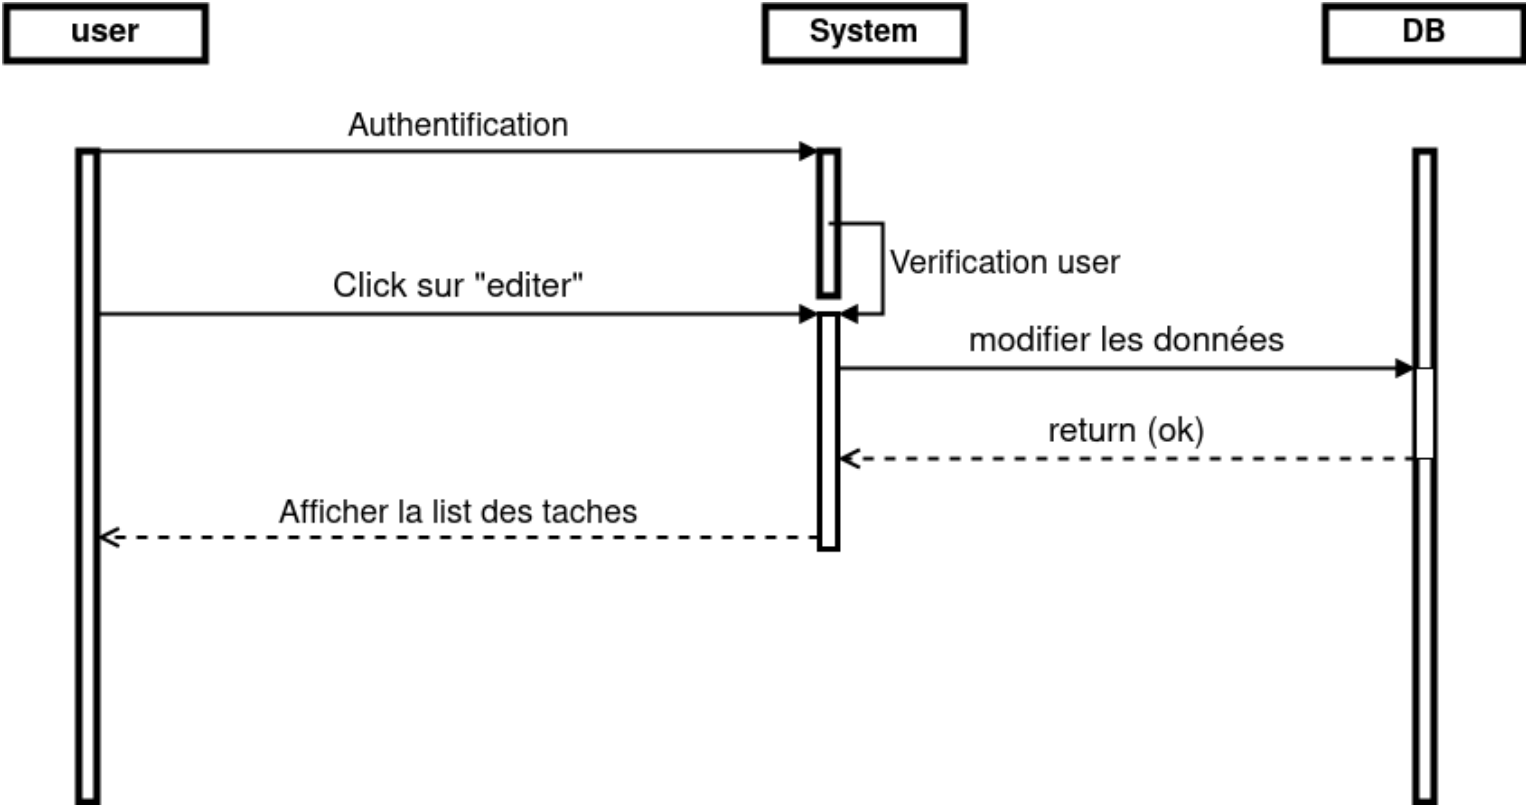 user
System
DB
Authentification
Verification user
Click sur "editer"
modifier les données
return (ok)
Afficher la list des taches